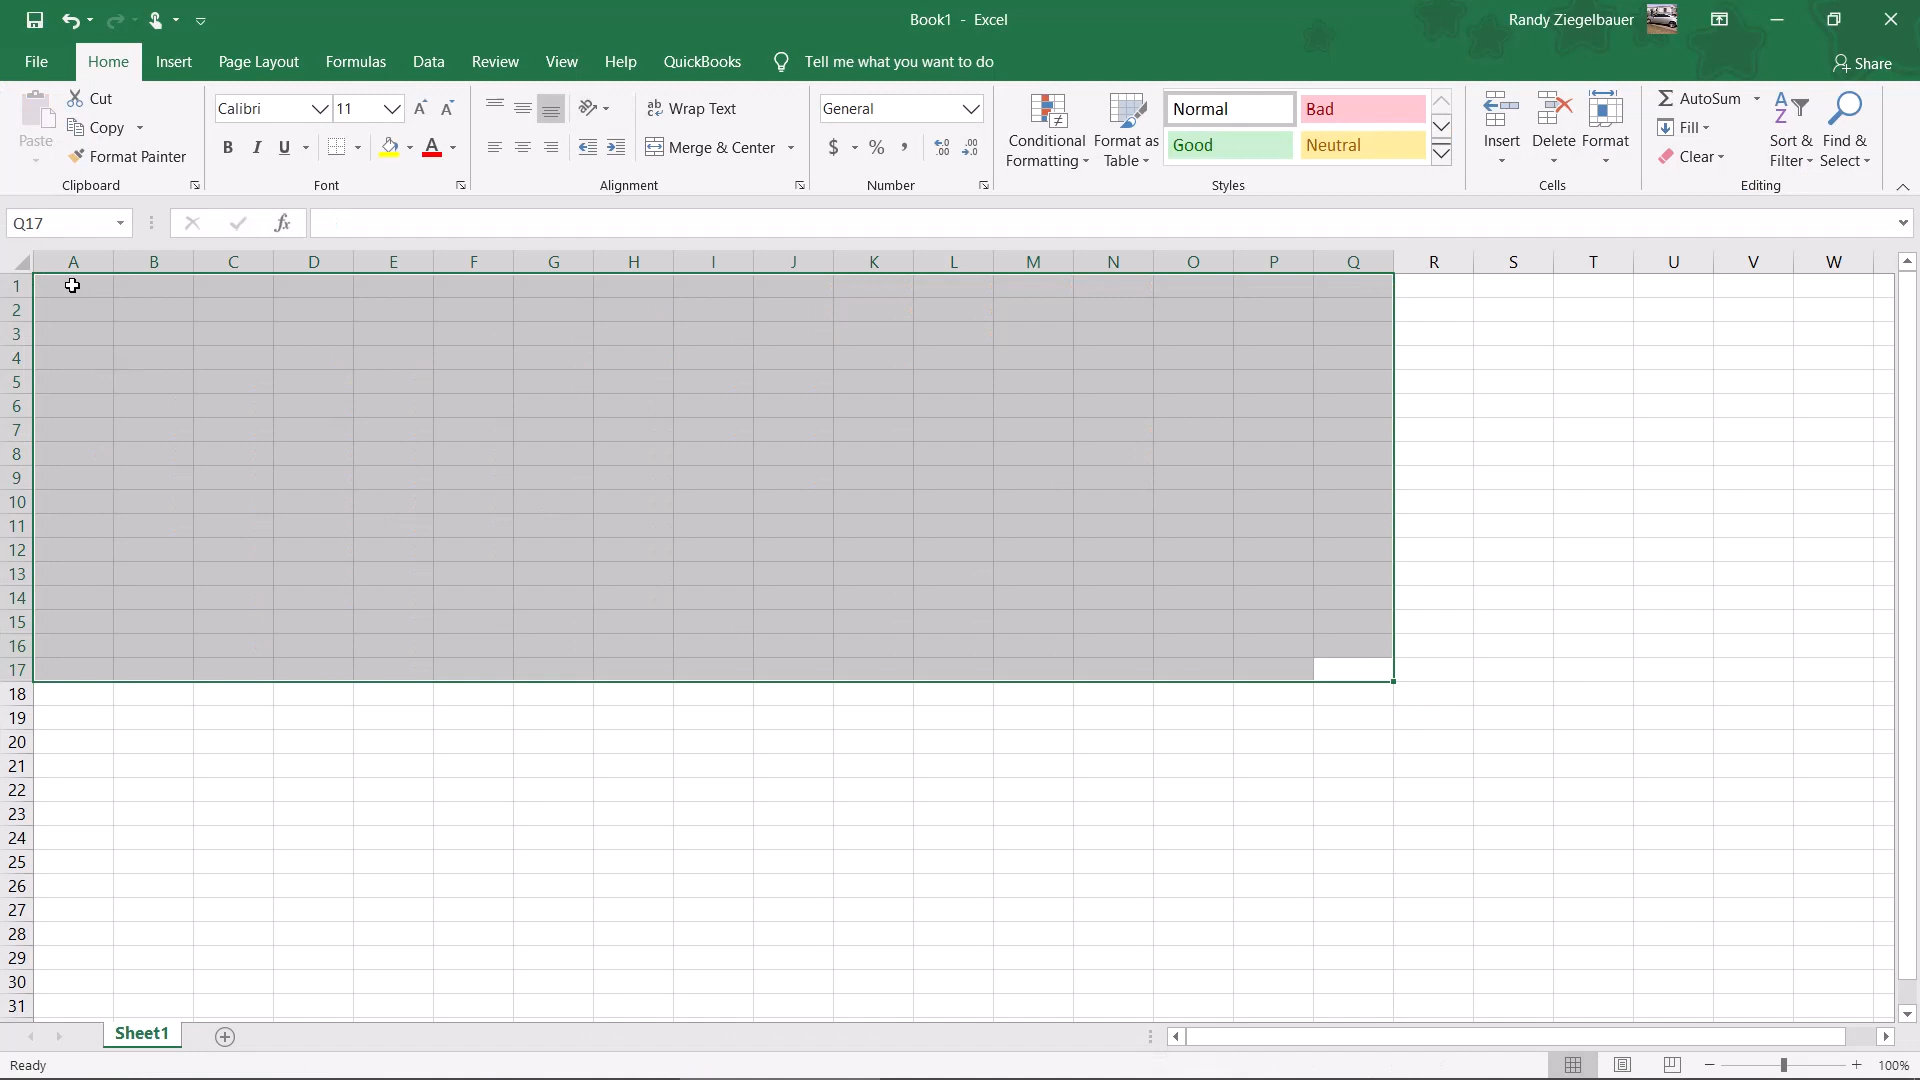 Book1 - Excel
Randy Ziegelbauer
File Home Insert Page Layout Formulas Data Review View Help QuickBooks Tell me what you want to do
Share
Paste
Cut
Copy
Format Painter
Clipboard
Calibri 11
B I U A
Font
Wrap Text
Merge & Center
Alignment
General
$ % ,
Number
Conditional Formatting
Format as Table
Normal Bad
Good Neutral
Styles
Insert Delete Format
Cells
AutoSum
Fill
Clear
Sort & Filter
Find & Select
Editing
Q17 fx
A B C D E F G H I J K L M N O P Q R S T U V W
1
2
3
4
5
6
7
8
9
10
11
12
13
14
15
16
17
18
19
20
21
22
23
24
25
26
27
28
29
30
31
Sheet1
Ready
100%